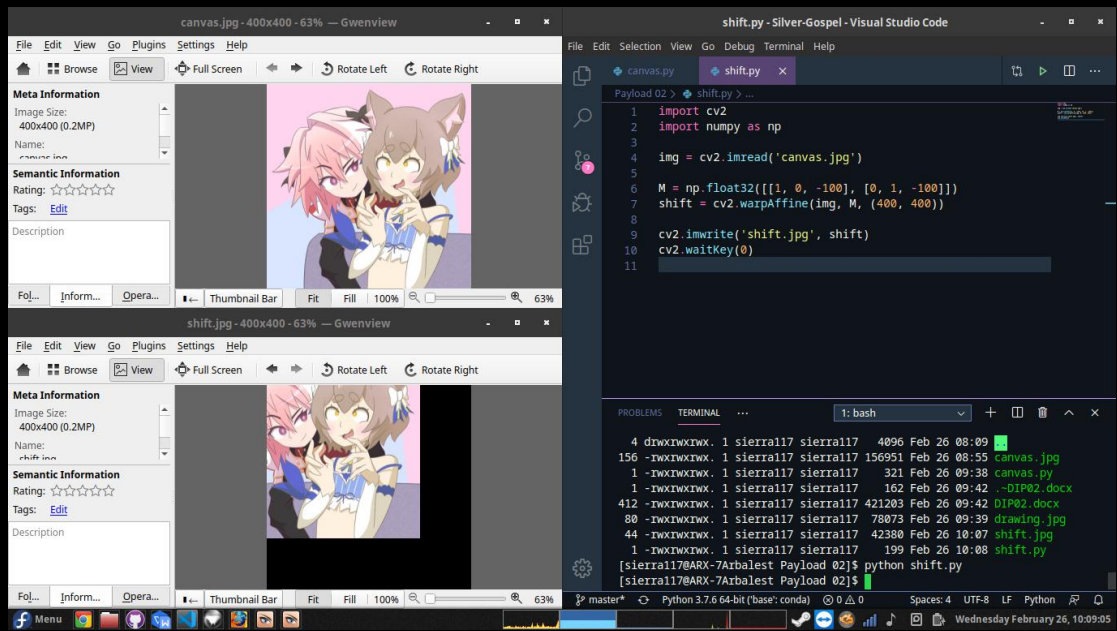 canvas.jpg - 400x400 - 63% — Gwenview
File Edit View Go Plugins Settings Help
Browse View Full Screen Rotate Left Rotate Right
Meta Information
Image Size:
400x400 (0.2MP)
Name:
canvas.jpg
Semantic Information
Rating:
Tags: Edit
Description
Fol... Inform... Opera... Thumbnail Bar Fit Fill 100% 63%
shift.jpg - 400x400 - 63% — Gwenview
File Edit View Go Plugins Settings Help
Browse View Full Screen Rotate Left Rotate Right
Meta Information
Image Size:
400x400 (0.2MP)
Name:
shift.jpg
Semantic Information
Rating:
Tags: Edit
Description
Fol... Inform... Opera... Thumbnail Bar Fit Fill 100% 63%
shift.py - Silver-Gospel - Visual Studio Code
File Edit Selection View Go Debug Terminal Help
canvas.py shift.py
Payload 02 > shift.py > ...
7
1 import cv2
2 import numpy as np
3
4 img = cv2.imread('canvas.jpg')
5
6 M = np.float32([[1, 0, -100], [0, 1, -100]])
7 shift = cv2.warpAffine(img, M, (400, 400))
8
9 cv2.imwrite('shift.jpg', shift)
10 cv2.waitKey(0)
11
PROBLEMS TERMINAL ... 1: bash
4 drwxrwxrwx. 1 sierra117 sierra117 4096 Feb 26 08:09 ..
156 -rwxrwxrwx. 1 sierra117 sierra117 156951 Feb 26 08:55 canvas.jpg
1 -rwxrwxrwx. 1 sierra117 sierra117 321 Feb 26 09:38 canvas.py
1 -rwxrwxrwx. 1 sierra117 sierra117 162 Feb 26 09:42 .~DIP02.docx
412 -rwxrwxrwx. 1 sierra117 sierra117 421203 Feb 26 09:42 DIP02.docx
80 -rwxrwxrwx. 1 sierra117 sierra117 78073 Feb 26 09:39 drawing.jpg
44 -rwxrwxrwx. 1 sierra117 sierra117 42380 Feb 26 10:07 shift.jpg
1 -rwxrwxrwx. 1 sierra117 sierra117 199 Feb 26 10:08 shift.py
[sierra117@ARX-7Arbalest Payload 02]$ python shift.py
[sierra117@ARX-7Arbalest Payload 02]$
master* Python 3.7.6 64-bit ('base': conda) 0 0 Spaces: 4 UTF-8 LF Python
Menu Wednesday February 26, 10:09:05